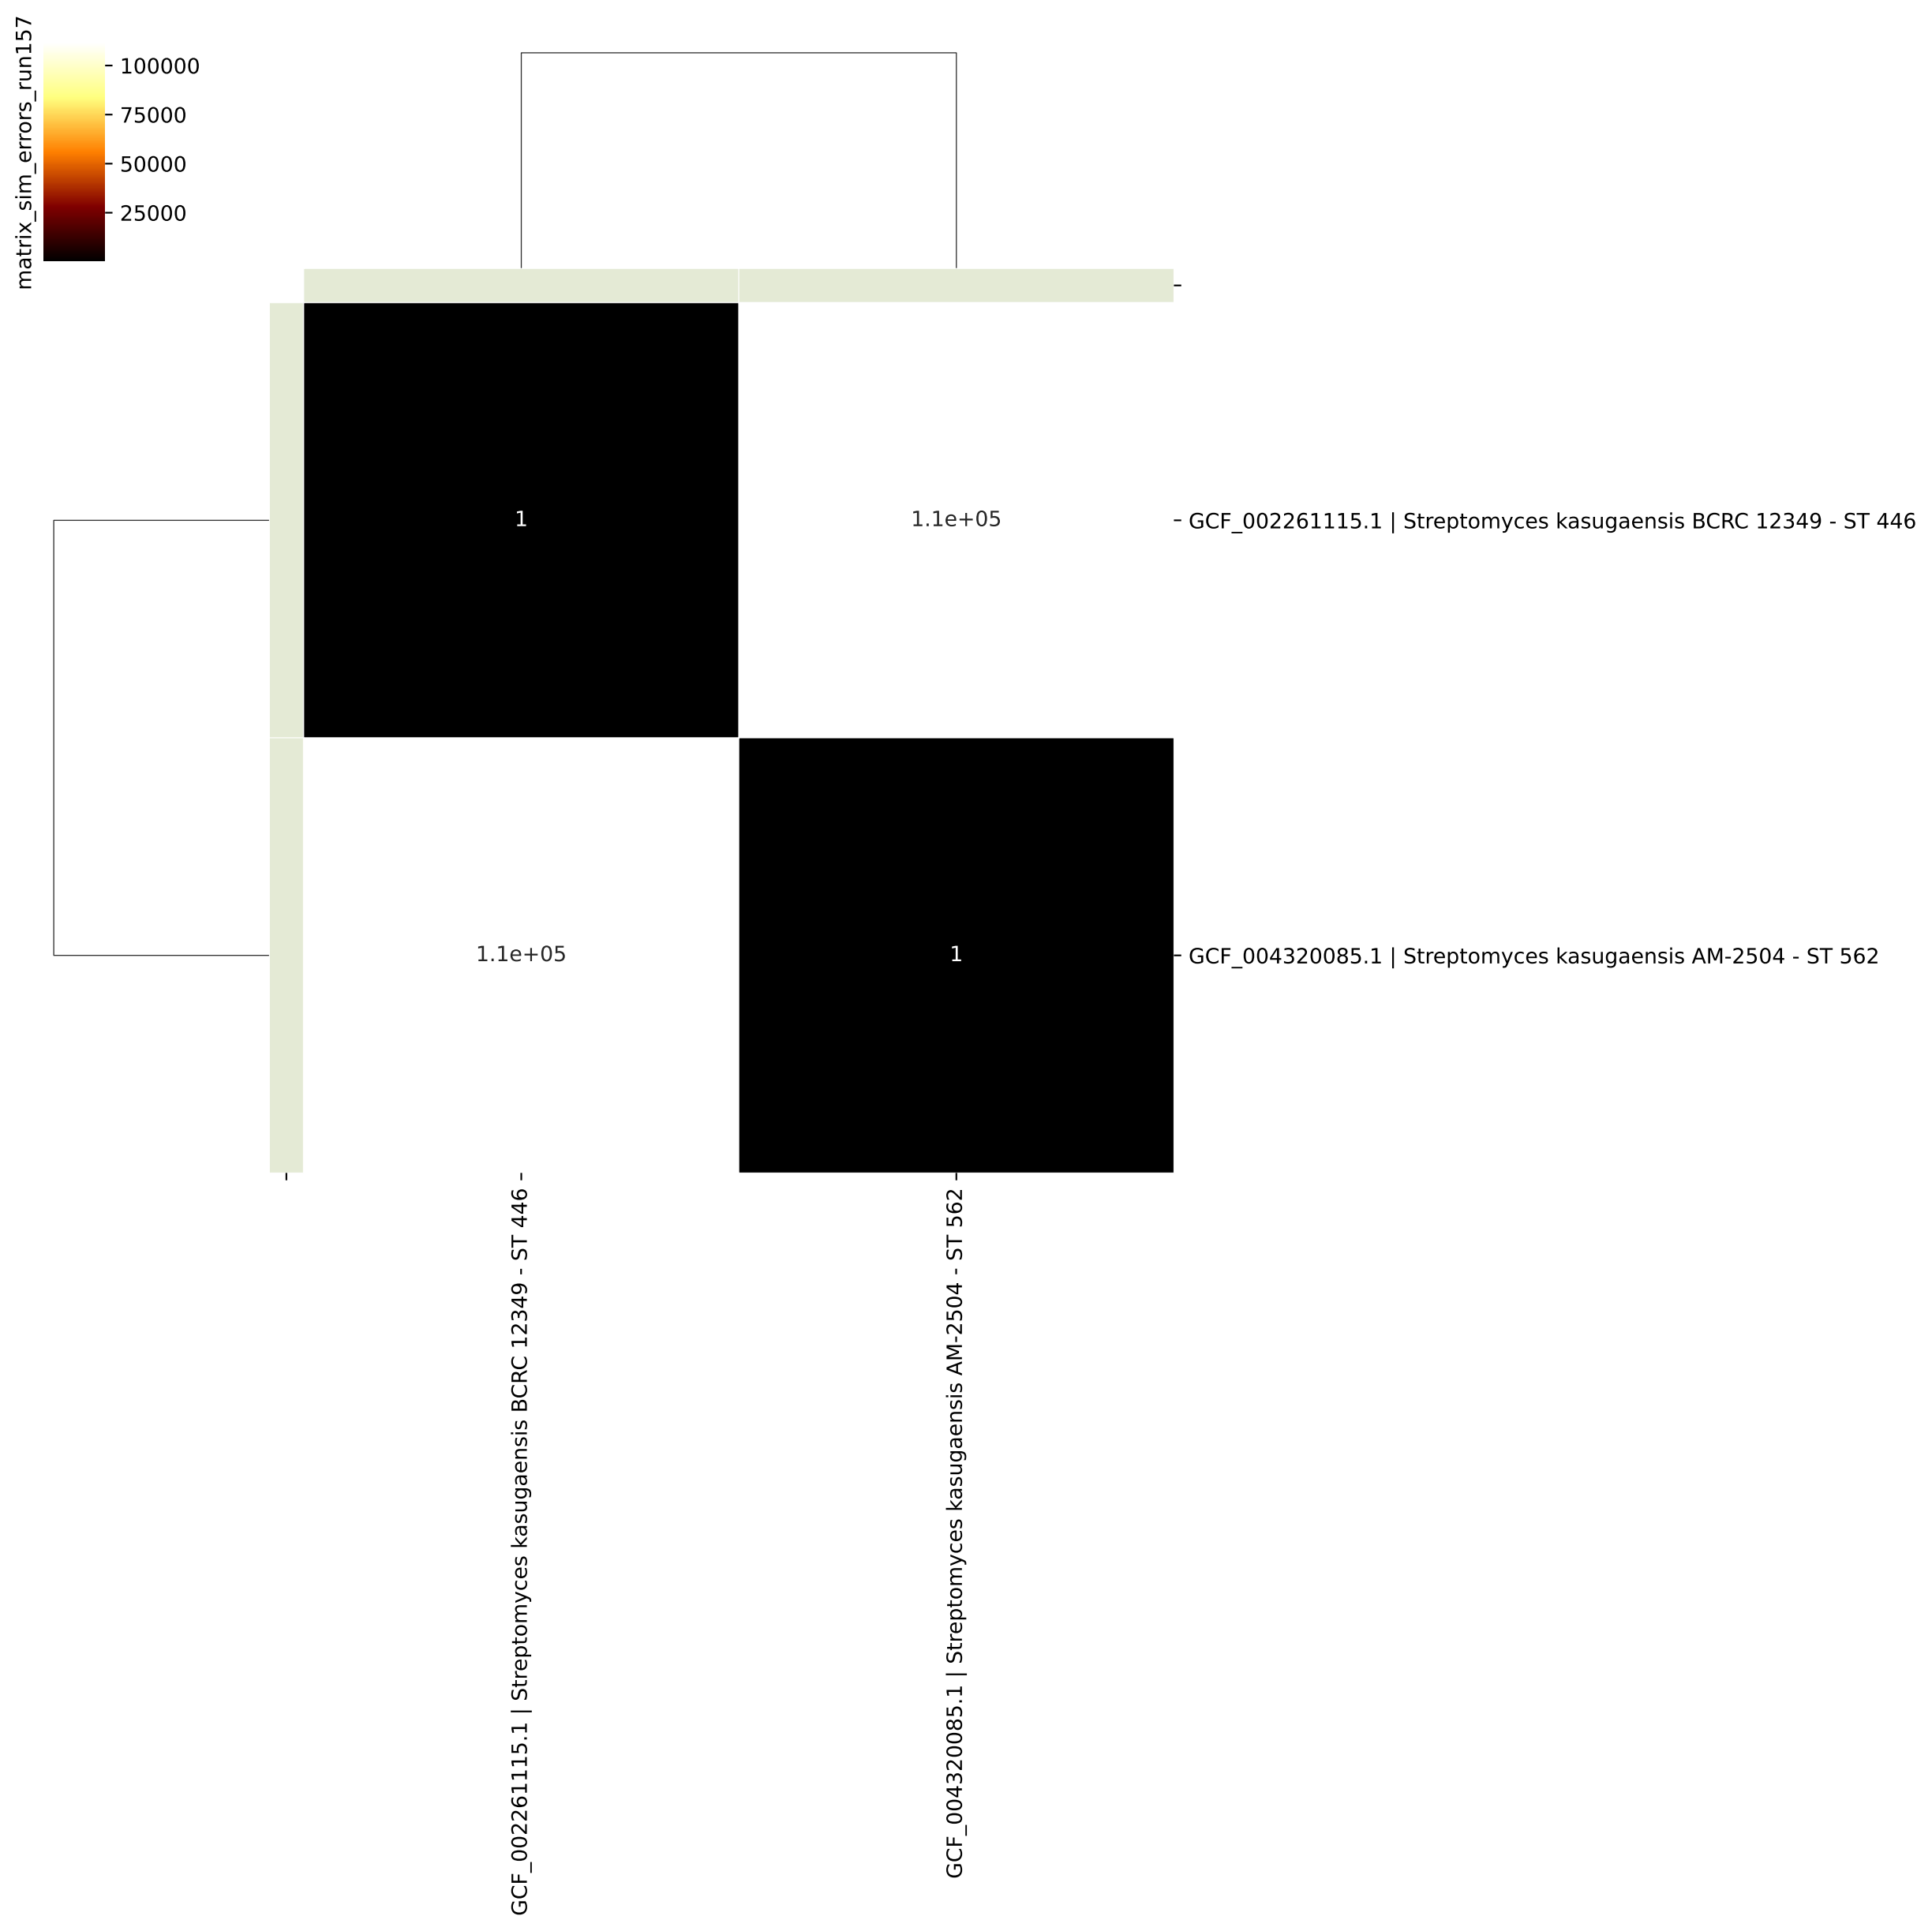 matrix_sim_errors_run157
100000
75000
50000
25000
1
1.1e+05
GCF_002261115.1 | Streptomyces kasugaensis BCRC 12349 - ST 446
1.1e+05
1
GCF_004320085.1 | Streptomyces kasugaensis AM-2504 - ST 562
GCF_002261115.1 | Streptomyces kasugaensis BCRC 12349 - ST 446
GCF_004320085.1 | Streptomyces kasugaensis AM-2504 - ST 562